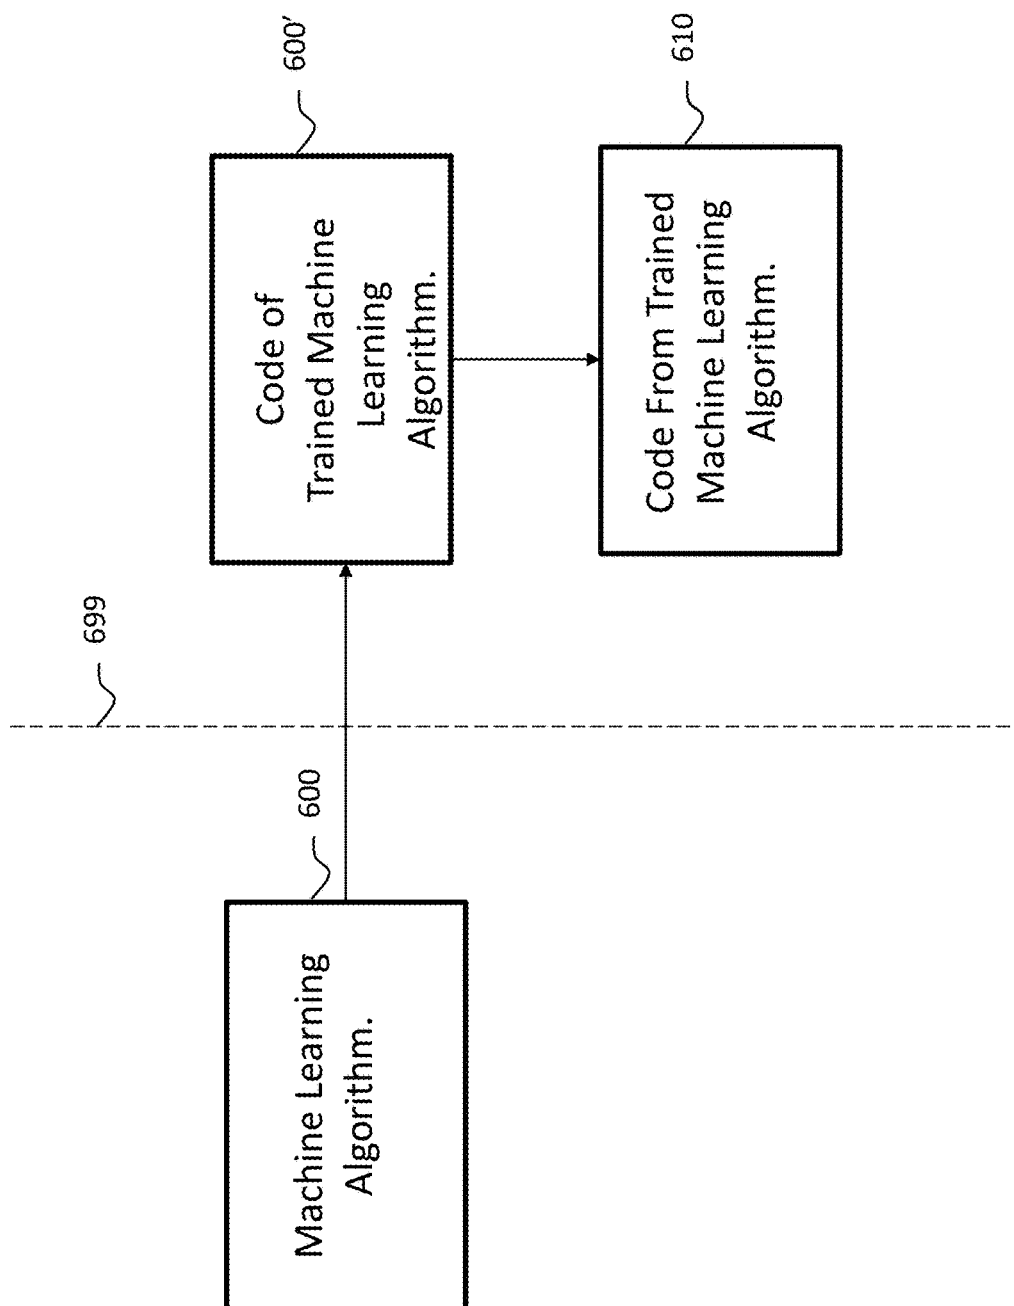 699
600
600'
Machine Learning
Algorithm.
Code of
Trained Machine
Learning
Algorithm.
610
Code From Trained
Machine Learning
Algorithm.